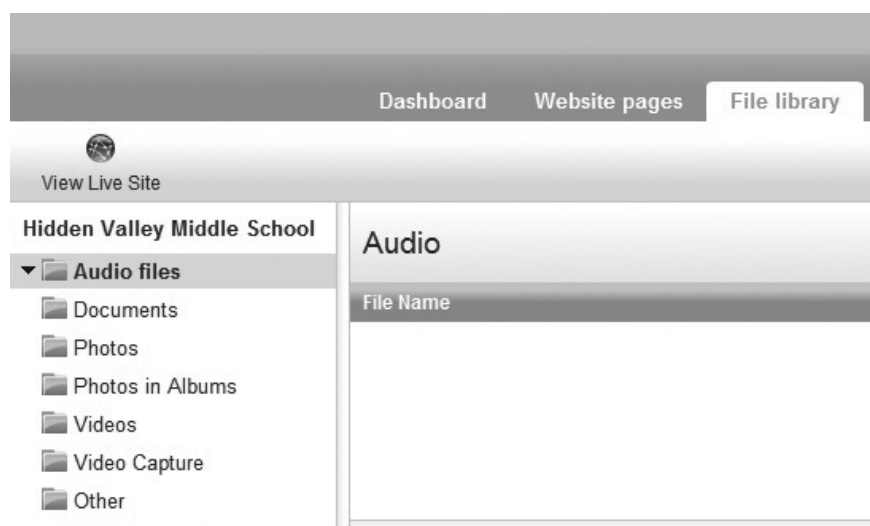 Dashboard Website pages File library
View Live Site
Hidden Valley Middle School
Audio files
Documents
Photos
Photos in Albums
Videos
Video Capture
Other
Audio
File Name